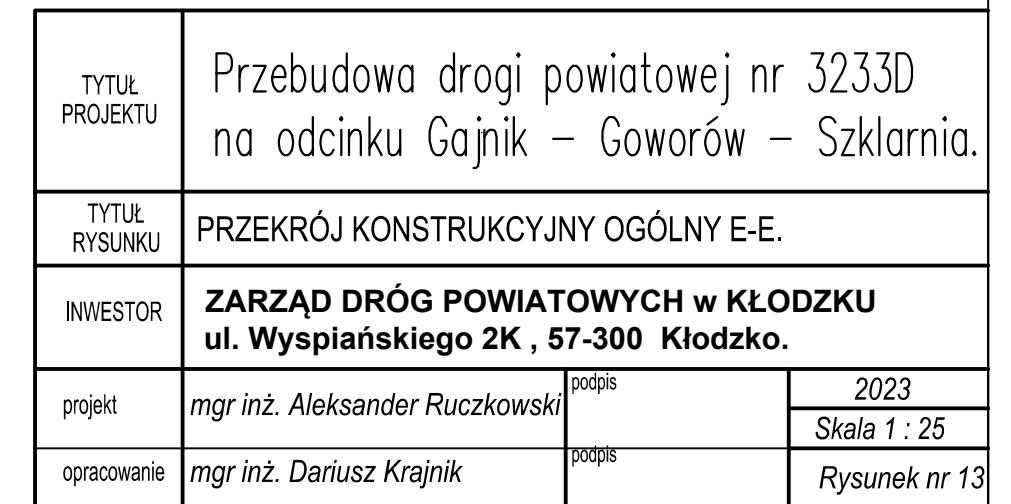 TYTUŁ
PROJEKTU
Przebudowa drogi powiatowej nr 3233D
na odcinku Gajnik – Goworów – Szklarnia.
TYTUŁ
RYSUNKU
PRZEKRÓJ KONSTRUKCYJNY OGÓLNY E-E.
INWESTOR
ZARZĄD DRÓG POWIATOWYCH w KŁODZKU
ul. Wyspiańskiego 2K , 57-300 Kłodzko.
projekt
mgr inż. Aleksander Ruczkowski
podpis
2023
Skala 1 : 25
opracowanie
mgr inż. Dariusz Krajnik
podpis
Rysunek nr 13